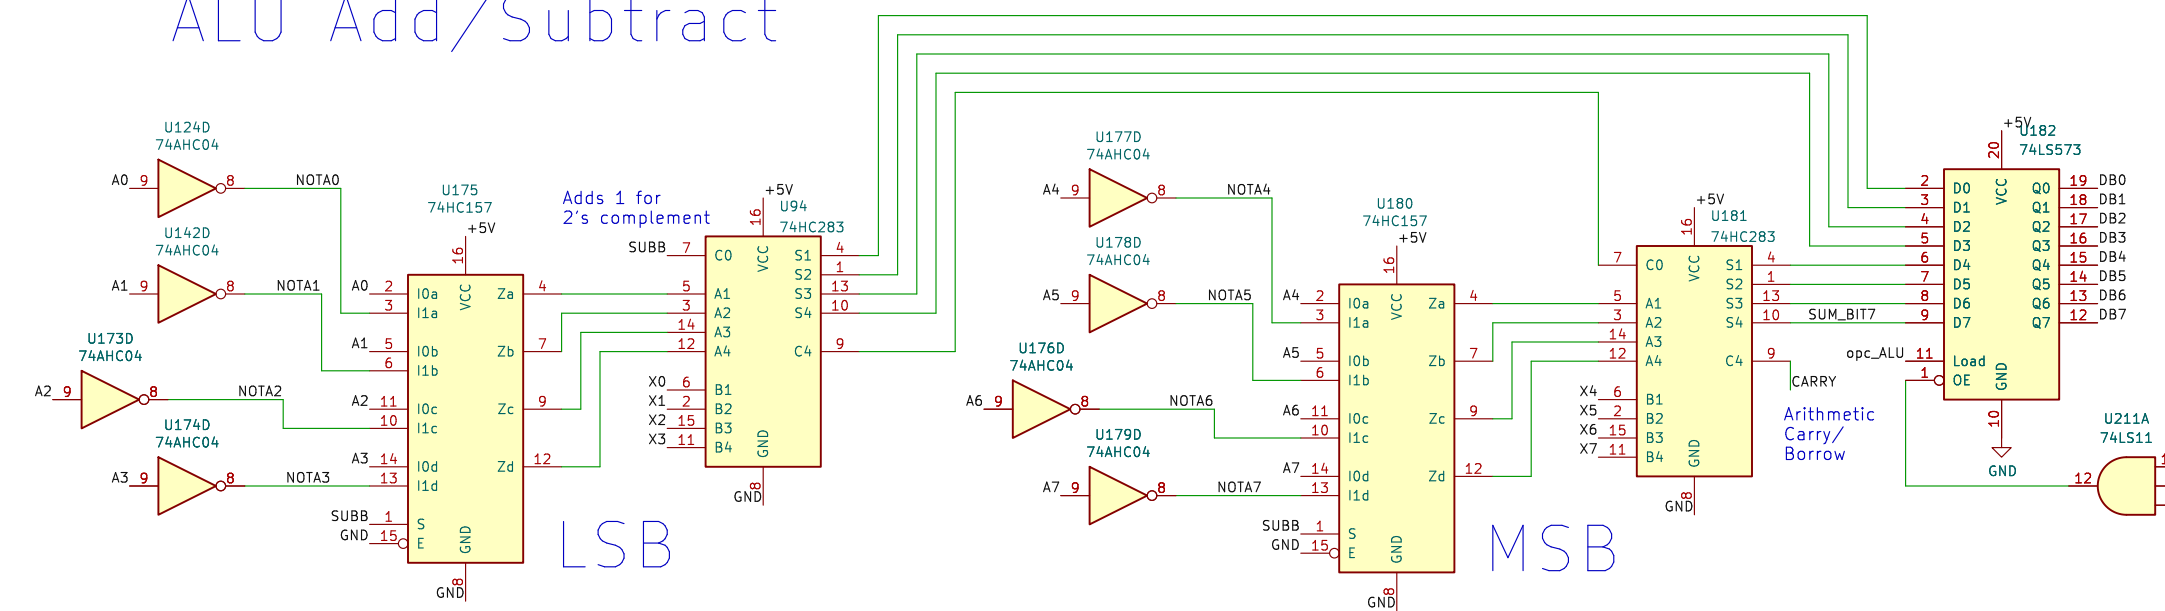 ALU Add/Subtract
U124D
74AHC04
A0 9 8 NOTA0
U142D
74AHC04
A1 9 8 NOTA1
U173D
74AHC04
A2 9 8 NOTA2
U174D
74AHC04
A3 9 8 NOTA3
U175
74HC157
+5V
16
VCC
A0 2 I0a Za 4
3 I1a
A1 5 I0b Zb 7
6 I1b
A2 11 I0c Zc 9
10 I1c
A3 14 I0d Zd 12
13 I1d
SUBB 1 S
GND 15 E
GND
8
GND
LSB
Adds 1 for
2's complement
+5V
16
U94
74HC283
VCC
SUBB 7 C0 S1 4
S2 1
5 A1 S3 13
3 A2 S4 10
14 A3
12 A4 C4 9
X0 6 B1
X1 2 B2
X2 15 B3
X3 11 B4
GND
8
GND
U177D
74AHC04
A4 9 8 NOTA4
U178D
74AHC04
A5 9 8 NOTA5
U176D
74AHC04
A6 9 8 NOTA6
U179D
74AHC04
A7 9 8 NOTA7
U180
74HC157
+5V
16
VCC
A4 2 I0a Za 4
3 I1a
A5 5 I0b Zb 7
6 I1b
A6 11 I0c Zc 9
10 I1c
A7 14 I0d Zd 12
13 I1d
SUBB 1 S
GND 15 E
GND
8
GND
MSB
+5V
16
U181
74HC283
VCC
7 C0 S1 4
S2 1
5 A1 S3 13
3 A2 S4 10 SUM_BIT7
14 A3
12 A4 C4 9
CARRY
X4 6 B1
X5 2 B2
X6 15 B3
X7 11 B4
GND
8
GND
Arithmetic
Carry/
Borrow
+5V
U182
74LS573
20
VCC
2 D0 Q0 19 DB0
3 D1 Q1 18 DB1
4 D2 Q2 17 DB2
5 D3 Q3 16 DB3
6 D4 Q4 15 DB4
7 D5 Q5 14 DB5
8 D6 Q6 13 DB6
9 D7 Q7 12 DB7
opc_ALU 11 Load
1 OE
GND
10
GND
U211A
74LS11
12